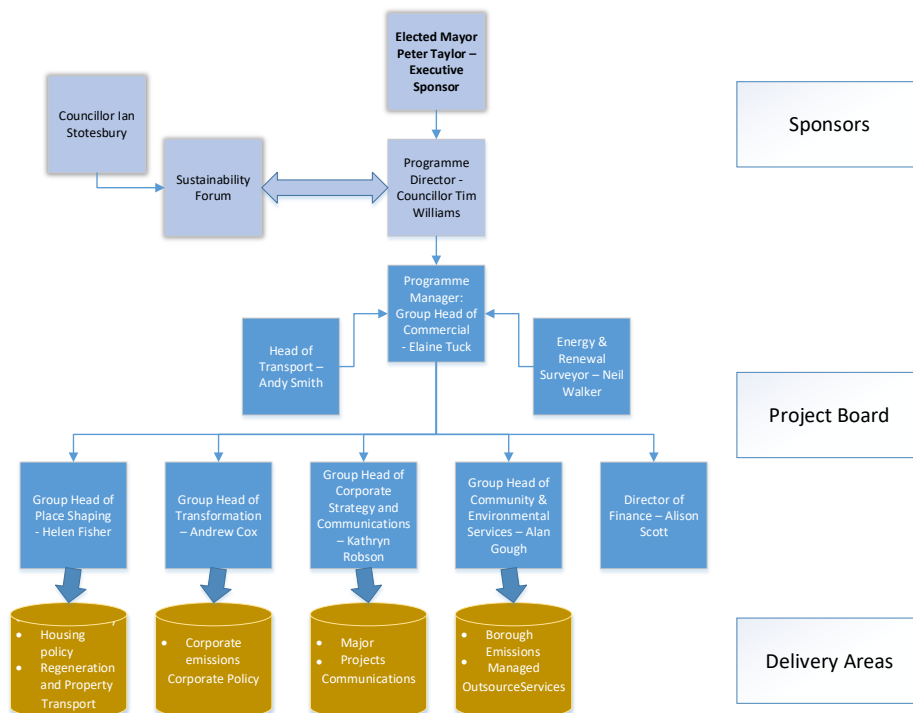 Elected Mayor
Peter Taylor –
Executive
Sponsor
Councillor Ian
Stotesbury
Sponsors
Sustainability
Forum
Programme
Director -
Councillor Tim
Williams
Programme
Manager:
Group Head of
Commercial
- Elaine Tuck
Head of
Transport –
Andy Smith
Energy &
Renewal
Surveyor – Neil
Walker
Project Board
Group Head of
Place Shaping
- Helen Fisher
Group Head of
Transformation
– Andrew Cox
Group Head of
Corporate
Strategy and
Communications
– Kathryn
Robson
Group Head of
Community &
Environmental
Services – Alan
Gough
Director of
Finance – Alison
Scott
• Housing
policy
• Regeneration
and Property
Transport
• Corporate
emissions
Corporate Policy
• Major
• Projects
Communications
• Borough
Emissions
• Managed
OutsourceServices
Delivery Areas